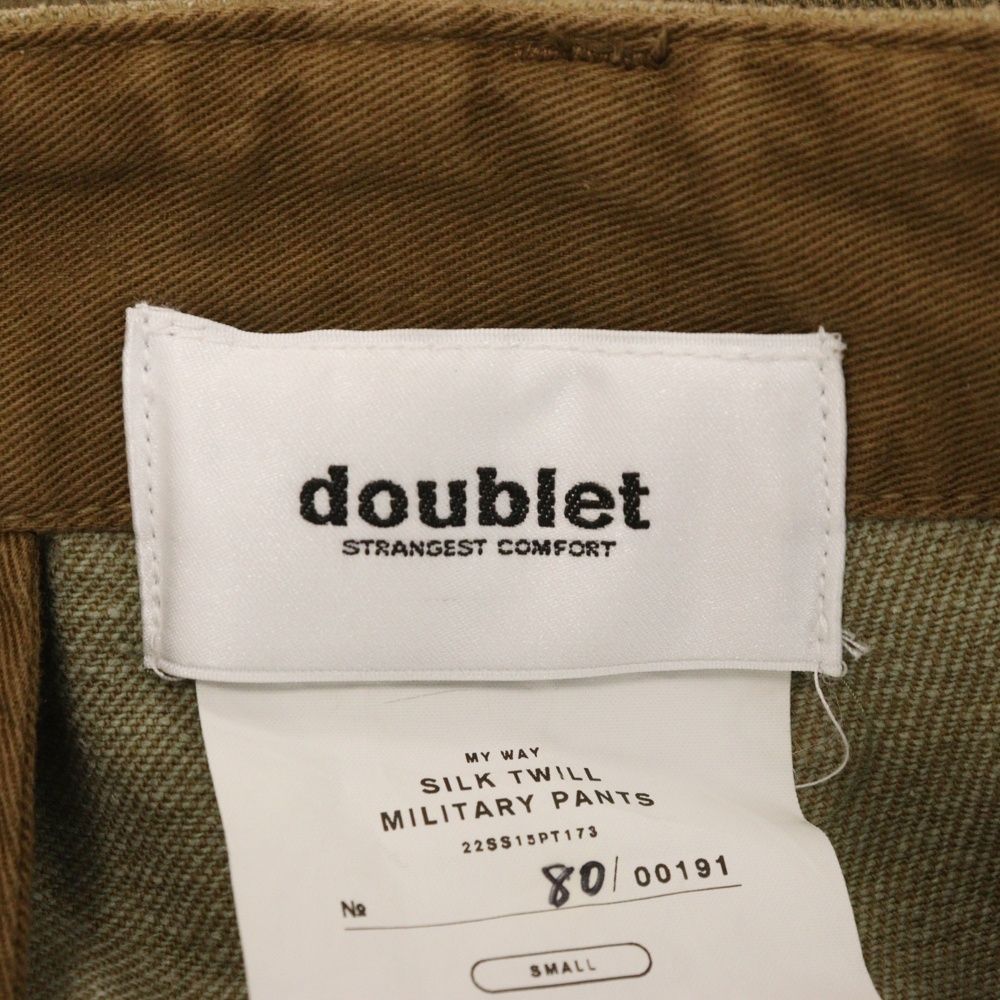 doublet
STRANGEST COMFORT
MY WAY
SILK TWILL
MILITARY PANTS
22SS15PT173
№ 80/00191
SMALL